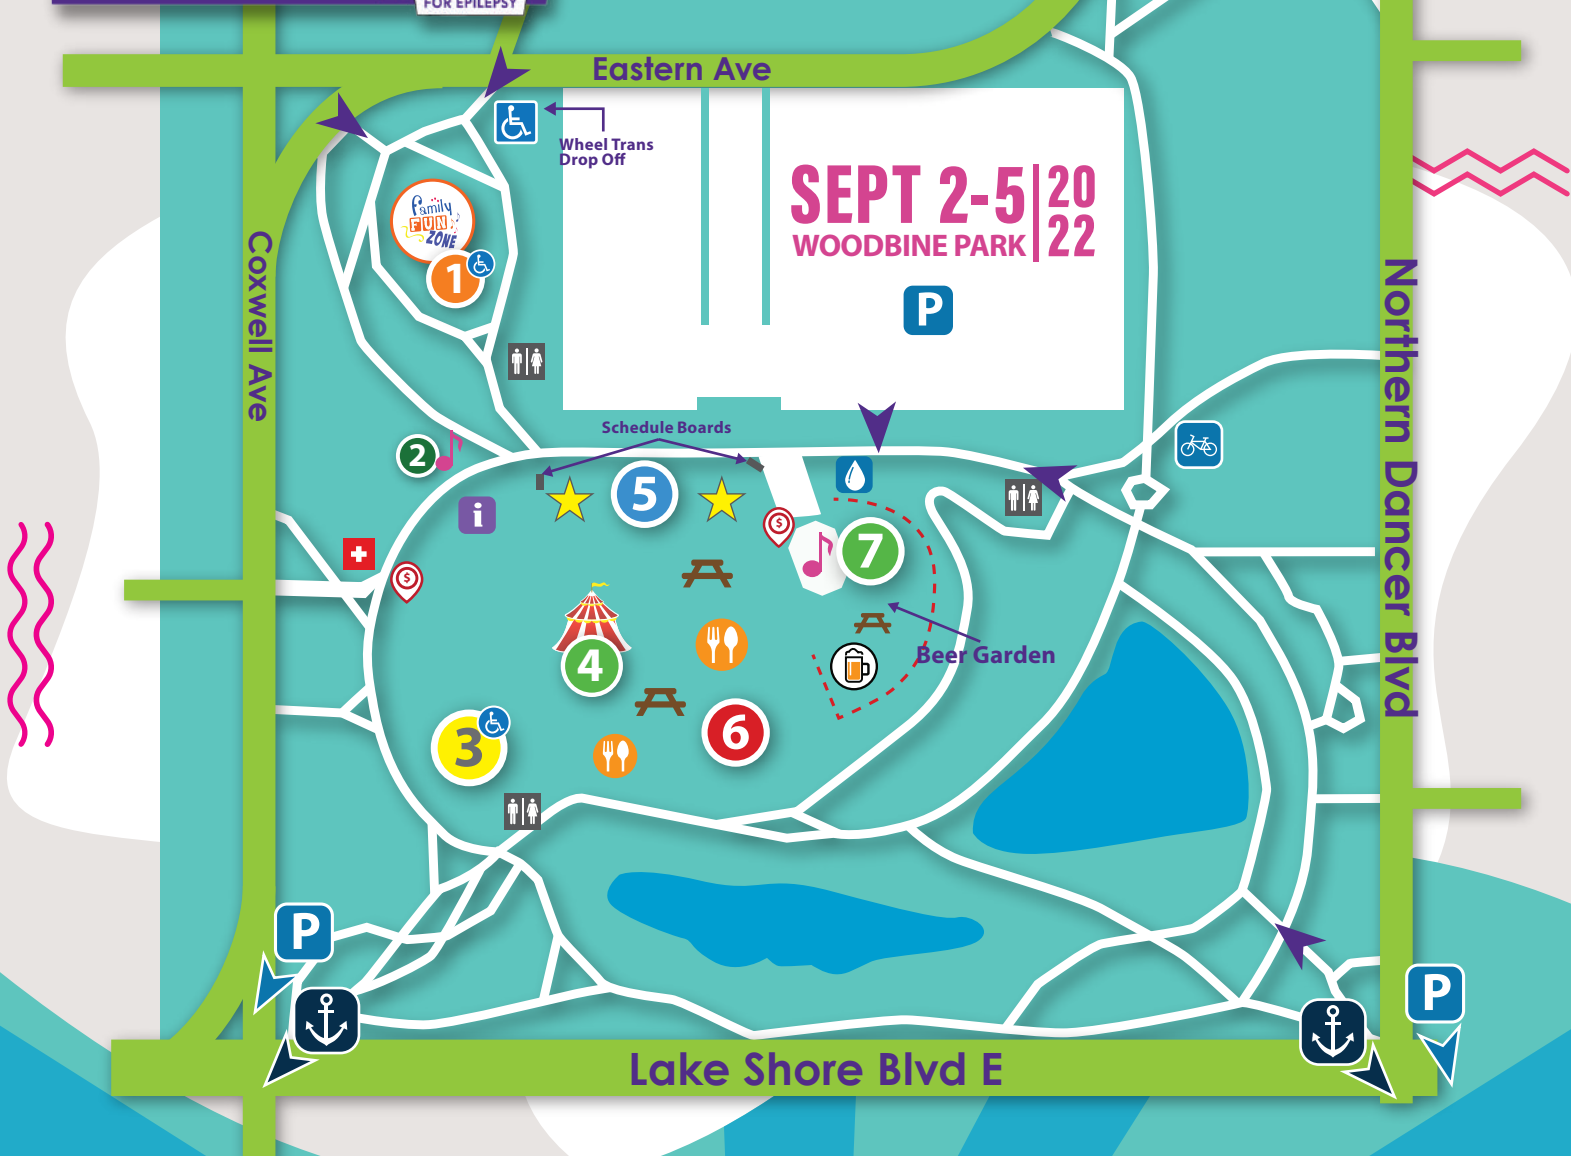 FOR EPILEPSY
Eastern Ave
Wheel Trans
Drop Off
SEPT 2-5
20
22
WOODBINE PARK
family
FUN
ZONE
1
Coxwell Ave
Northern Dancer Blvd
P
Schedule Boards
2
5
i
$
7
$
4
Beer Garden
3
6
P
P
Lake Shore Blvd E